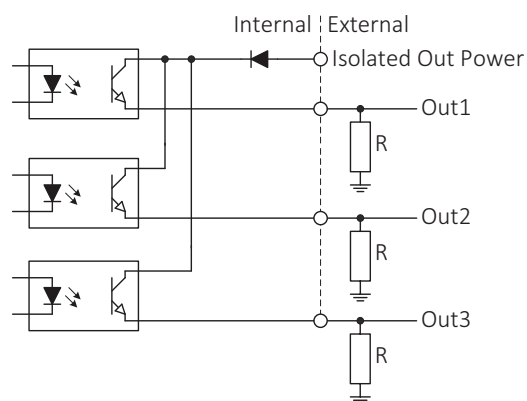 Internal External
Isolated Out Power
Out1
R
Out2
R
Out3
R